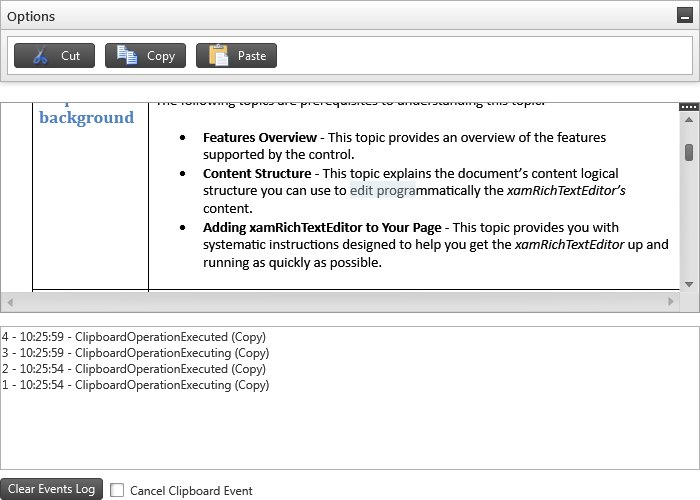 Options
Cut Copy Paste
The following topics are prerequisites to understanding this topic:
background
• Features Overview - This topic provides an overview of the features
supported by the control.
• Content Structure - This topic explains the document’s content logical
structure you can use to edit programmatically the xamRichTextEditor’s
content.
• Adding xamRichTextEditor to Your Page - This topic provides you with
systematic instructions designed to help you get the xamRichTextEditor up and
running as quickly as possible.
4 - 10:25:59 - ClipboardOperationExecuted (Copy)
3 - 10:25:59 - ClipboardOperationExecuting (Copy)
2 - 10:25:54 - ClipboardOperationExecuted (Copy)
1 - 10:25:54 - ClipboardOperationExecuting (Copy)
Clear Events Log Cancel Clipboard Event